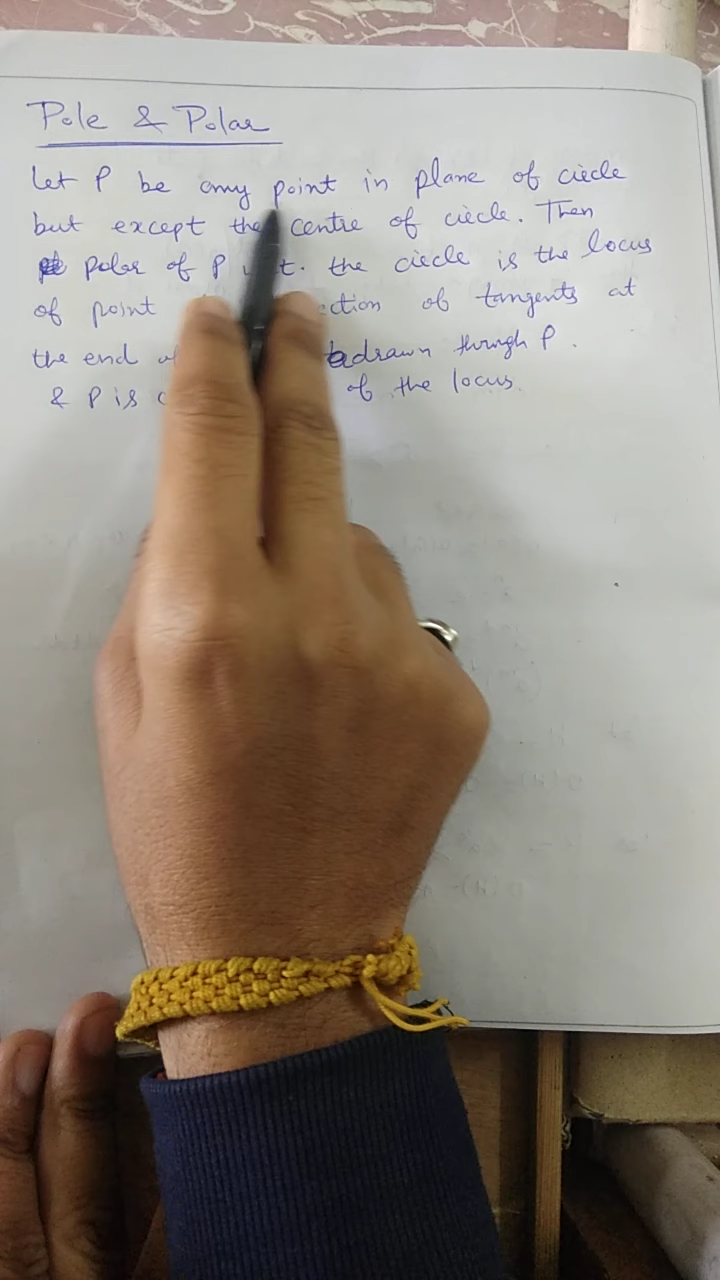 Pole & Polar
Let P be any point in plane of circle
but except the centre of circle. Then
polar of P w.r.t. the circle is the locus
of point ection of tangents at
the end of drawn through P.
& P is of the locus.